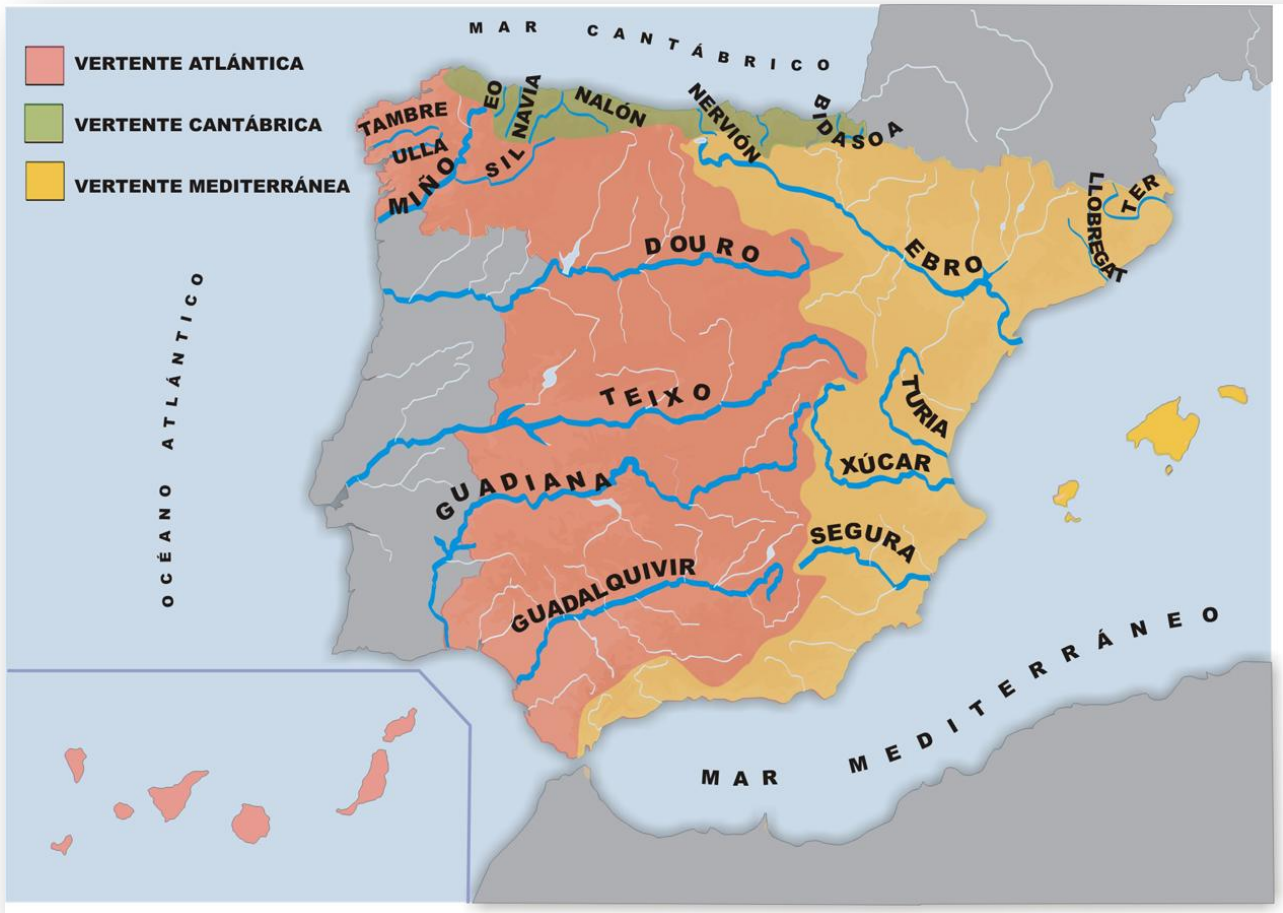 MAR CANTÁBRICO
VERTENTE ATLÁNTICA
VERTENTE CANTÁBRICA
VERTENTE MEDITERRÁNEA
EO
NAVIA
NALÓN
NERVIÓN
BIDASOA
TAMBRE
ULLA
SIL
MIÑO
LLOBREGAT
TER
DOURO
EBRO
OCÉANO ATLÁNTICO
TEIXO
TURIA
XÚCAR
GUADIANA
SEGURA
GUADALQUIVIR
MAR MEDITERRÁNEO